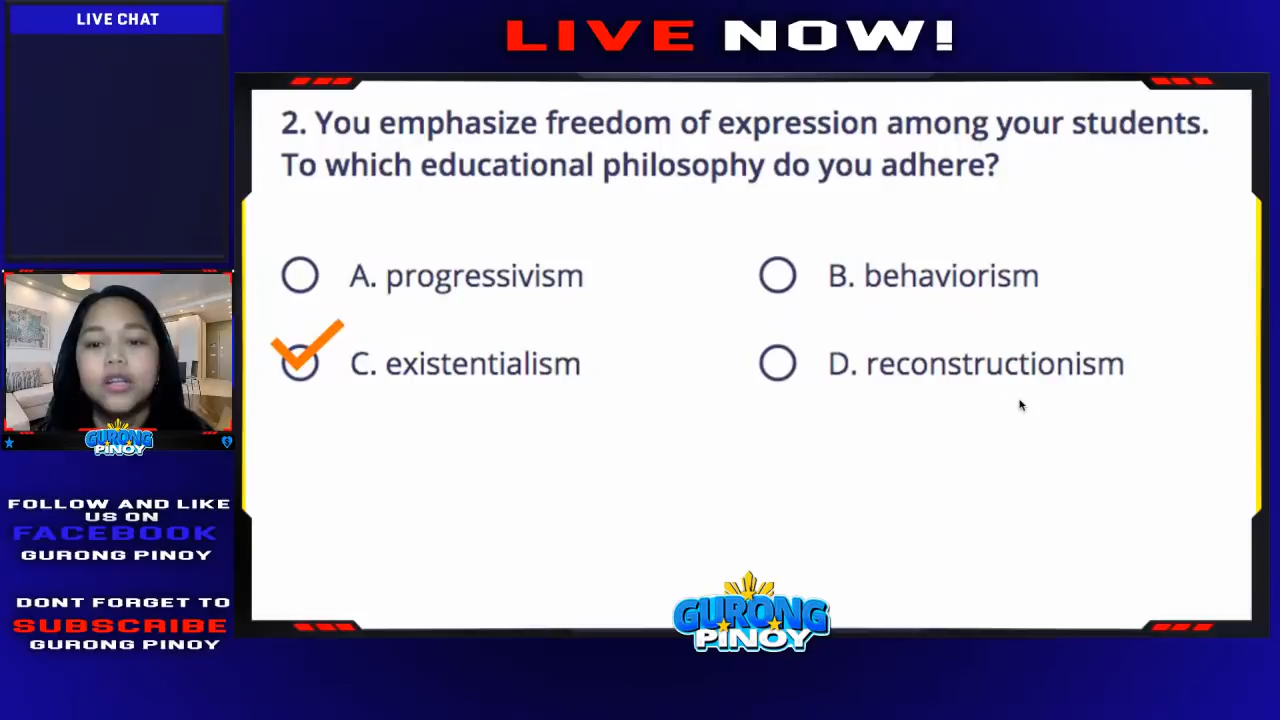 LIVE CHAT
LIVE NOW!
2. You emphasize freedom of expression among your students.
To which educational philosophy do you adhere?
A. progressivism
B. behaviorism
C. existentialism
D. reconstructionism
GURONG
PINOY
FOLLOW AND LIKE
US ON
FACEBOOK
GURONG PINOY
DONT FORGET TO
SUBSCRIBE
GURONG PINOY
GURONG
PINOY